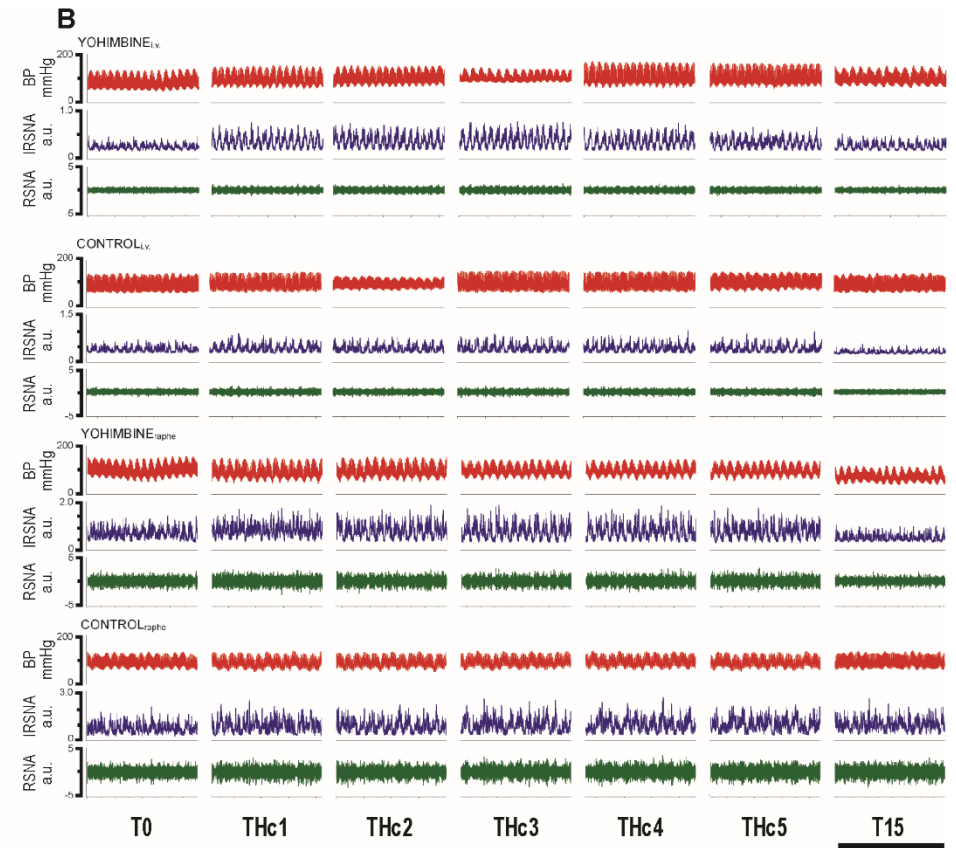 B
YOHIMBINEi.v.
BP
mmHg
200
0
IRSNA
a.u.
1.0
0
RSNA
a.u.
5
-5
CONTROLi.v.
BP
mmHg
200
0
IRSNA
a.u.
1.5
0
RSNA
a.u.
5
-5
YOHIMBINEraphe
BP
mmHg
200
0
IRSNA
a.u.
2.0
0
RSNA
a.u.
5
-5
CONTROLraphe
BP
mmHg
200
0
IRSNA
a.u.
3.0
0
RSNA
a.u.
5
-5
T0 THc1 THc2 THc3 THc4 THc5 T15